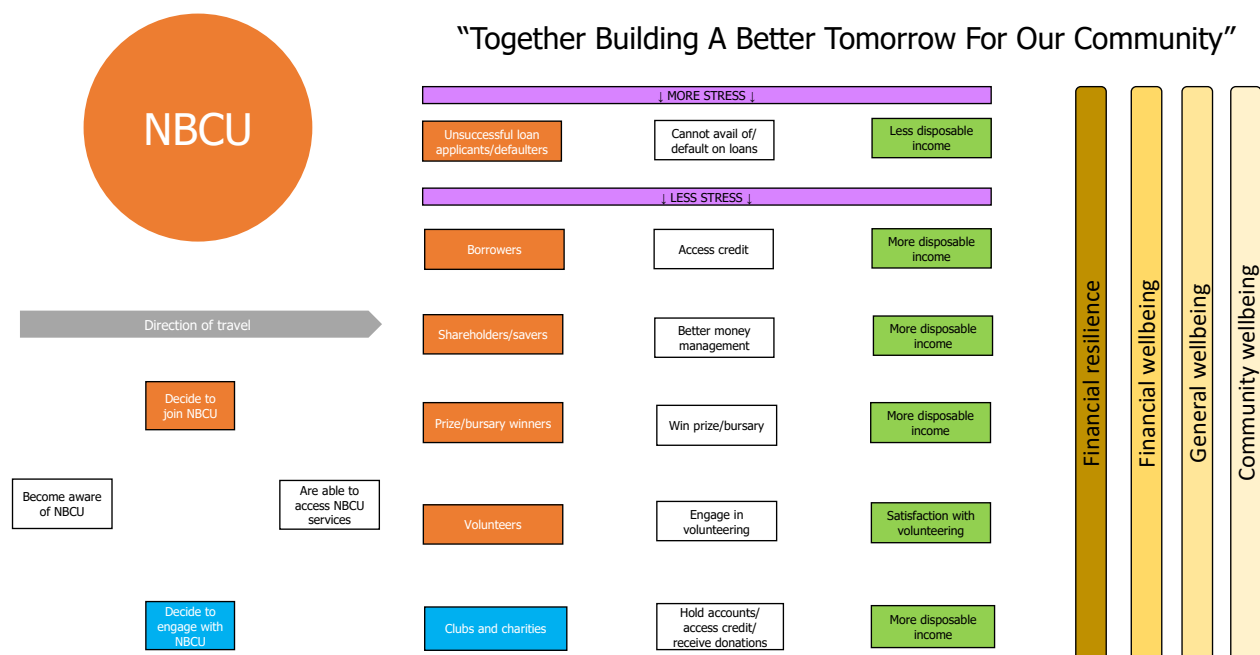 NBCU
“Together Building A Better Tomorrow For Our Community”
↓ MORE STRESS ↓
Unsuccessful loan
applicants/defaulters
Cannot avail of/
default on loans
Less disposable
income
↓ LESS STRESS ↓
Borrowers
Access credit
More disposable
income
Direction of travel
Shareholders/savers
Better money
management
More disposable
income
Decide to
join NBCU
Prize/bursary winners
Win prize/bursary
More disposable
income
Become aware
of NBCU
Are able to
access NBCU
services
Volunteers
Engage in
volunteering
Satisfaction with
volunteering
Decide to
engage with
NBCU
Clubs and charities
Hold accounts/
access credit/
receive donations
More disposable
income
Financial resilience
Financial wellbeing
General wellbeing
Community wellbeing